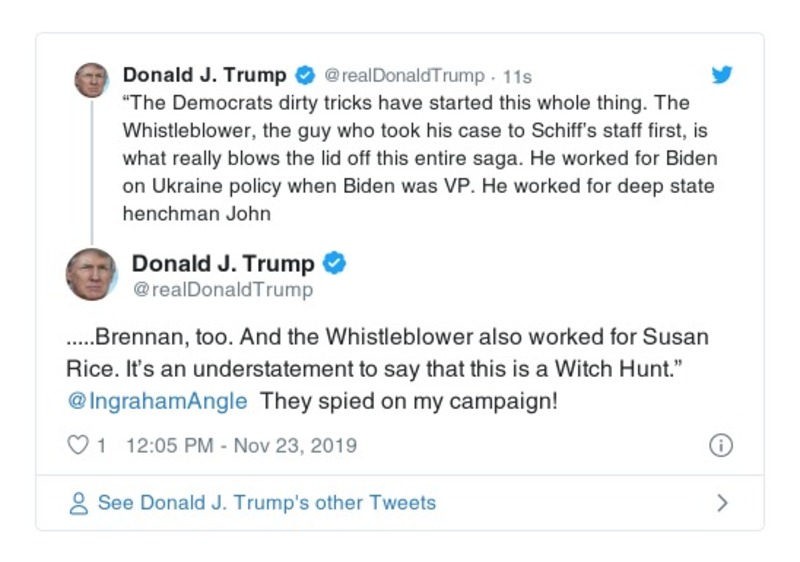 Donald J. Trump @realDonaldTrump · 11s
“The Democrats dirty tricks have started this whole thing. The
Whistleblower, the guy who took his case to Schiff's staff first, is
what really blows the lid off this entire saga. He worked for Biden
on Ukraine policy when Biden was VP. He worked for deep state
henchman John
Donald J. Trump
@realDonaldTrump
.....Brennan, too. And the Whistleblower also worked for Susan
Rice. It’s an understatement to say that this is a Witch Hunt.”
@IngrahamAngle They spied on my campaign!
1 12:05 PM - Nov 23, 2019
See Donald J. Trump's other Tweets